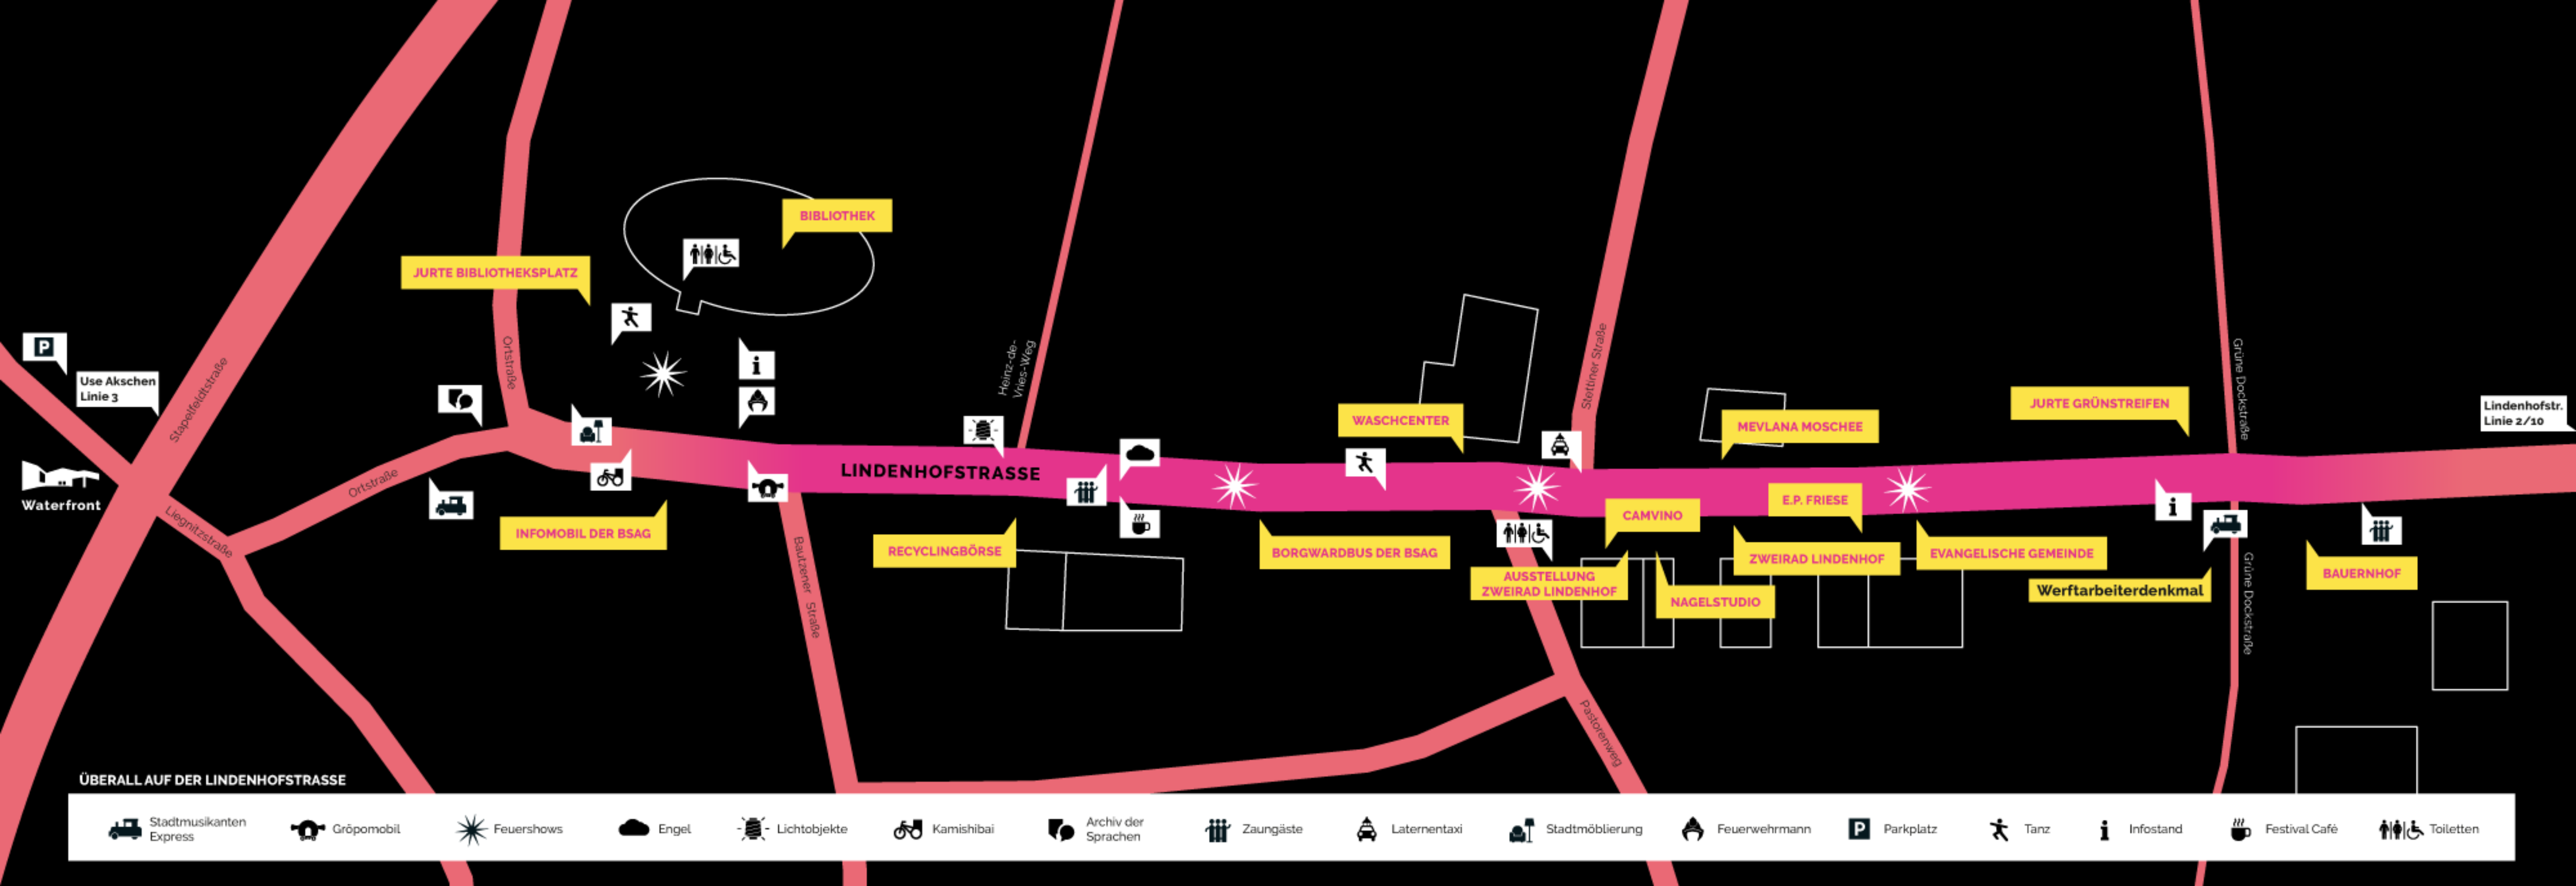 BIBLIOTHEK
JURTE BIBLIOTHEKSPLATZ
P
Use Akschen
Linie 3
Stapelfeldtstraße
Ortstraße
i
Heinz-de-
Vries-Weg
Stettiner Straße
Grüne Dockstraße
JURTE GRÜNSTREIFEN
Lindenhofstr.
Linie 2/10
WASCHCENTER
MEVLANA MOSCHEE
Waterfront
Liegnitzstraße
Ortstraße
LINDENHOFSTRASSE
INFOMOBIL DER BSAG
Bautzener Straße
RECYCLINGBÖRSE
BORGWARDBUS DER BSAG
CAMVINO
E.P. FRIESE
i
AUSSTELLUNG
ZWEIRAD LINDENHOF
NAGELSTUDIO
ZWEIRAD LINDENHOF
EVANGELISCHE GEMEINDE
Werftarbeiterdenkmal
Grüne Dockstraße
BAUERNHOF
Pastorenweg
ÜBERALL AUF DER LINDENHOFSTRASSE
Stadtmusikanten
Express
Gröpomobil
Feuershows
Engel
Lichtobjekte
Kamishibai
Archiv der
Sprachen
Zaungäste
Laternentaxi
Stadtmöblierung
Feuerwehrmann
P
Parkplatz
Tanz
i
Infostand
Festival Café
Toiletten